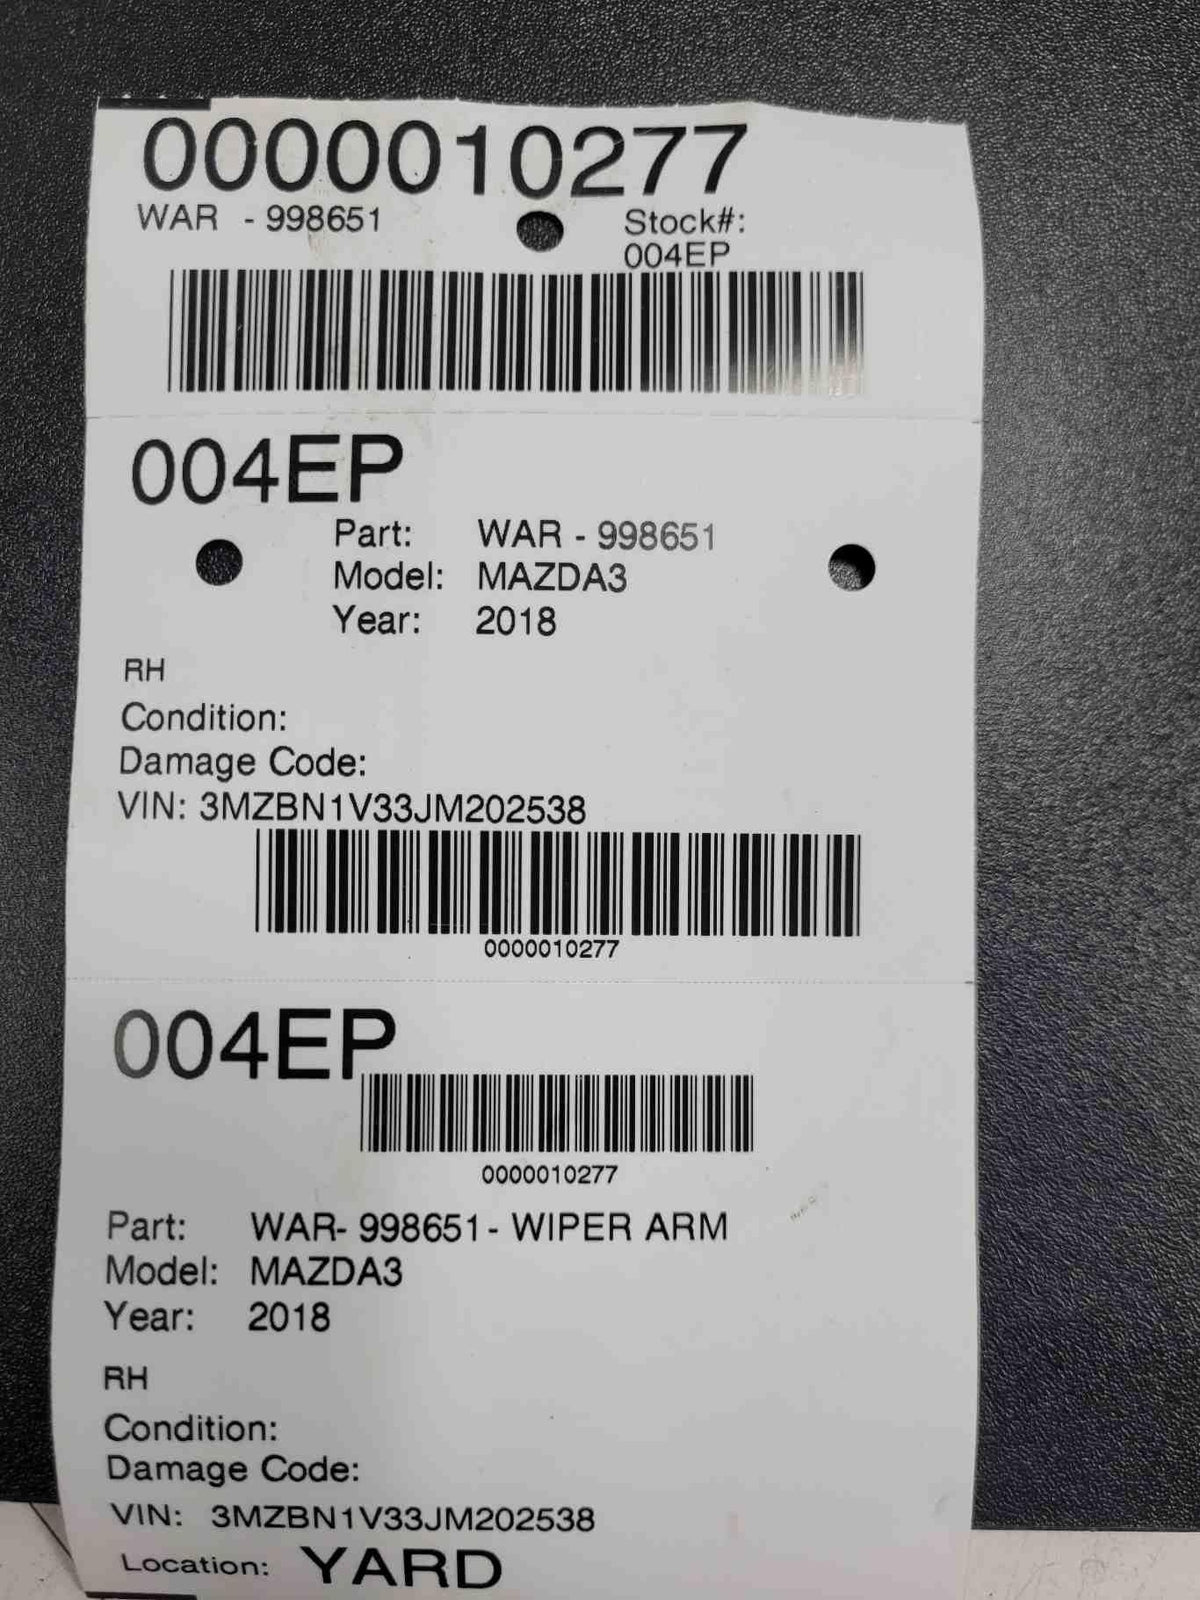 0000010277
WAR - 998651
Stock#:
004EP
004EP
Part: WAR - 998651
Model: MAZDA3
Year: 2018
RH
Condition:
Damage Code:
VIN: 3MZBN1V33JM202538
0000010277
004EP
0000010277
Part: WAR- 998651 - WIPER ARM
Model: MAZDA3
Year: 2018
RH
Condition:
Damage Code:
VIN: 3MZBN1V33JM202538
Location: YARD